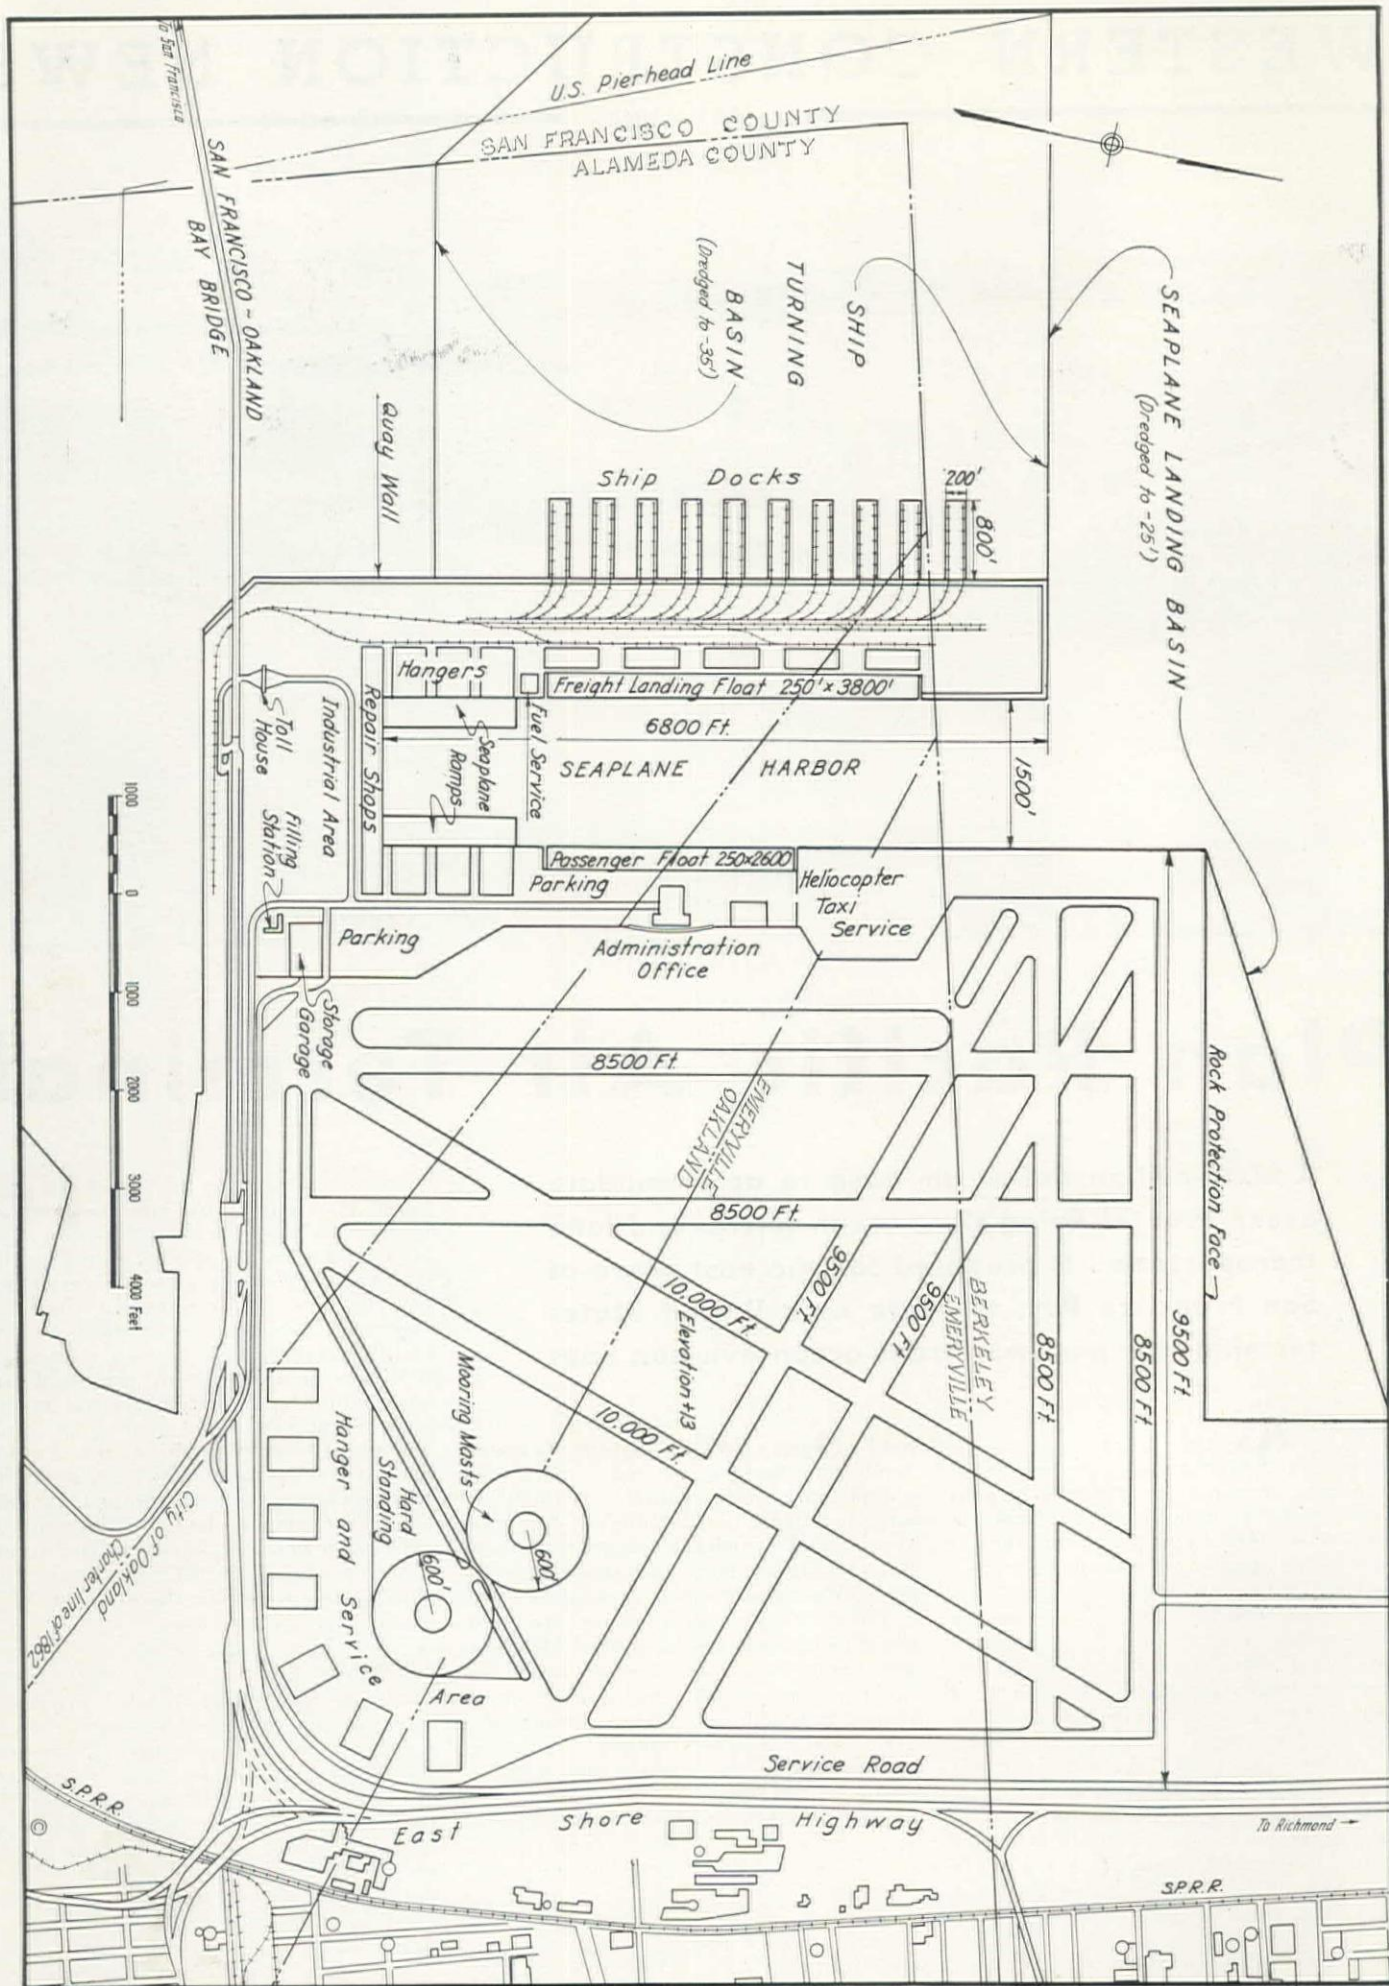 To San Francisco
U.S. Pierhead Line
SAN FRANCISCO COUNTY
ALAMEDA COUNTY
SAN FRANCISCO - OAKLAND
BAY BRIDGE
SHIP
TURNING
BASIN
(Dredged to -35')
SEAPLANE LANDING BASIN
(Dredged to -25')
Quay Wall
Ship Docks
200'
800'
Hangers
Freight Landing Float 250'x3800'
Fuel Service
6800 Ft.
SEAPLANE HARBOR
1500'
Seaplane
Ramps
Repair Shops
Industrial Area
Toll
House
Filling
Station
Passenger Float 250x2600'
Parking
Heliocopter
Taxi
Service
Parking
Administration
Office
Storage
Garage
1000
0
1000
2000
3000
4000 Feet
8500 Ft.
EMERYVILLE
OAKLAND
8500 Ft.
Rock Protection Face
9500 Ft.
9500 Ft.
9500 Ft.
10,000 Ft.
10,000 Ft.
Elevation +13
BERKELEY
EMERYVILLE
8500 Ft.
8500 Ft.
Mooring Masts
600'
600'
Hard
Standing
Hanger and Service
Area
City of Oakland
Charter line of 1862
Service Road
East Shore Highway
To Richmond
S.P.R.R.
S.P.R.R.